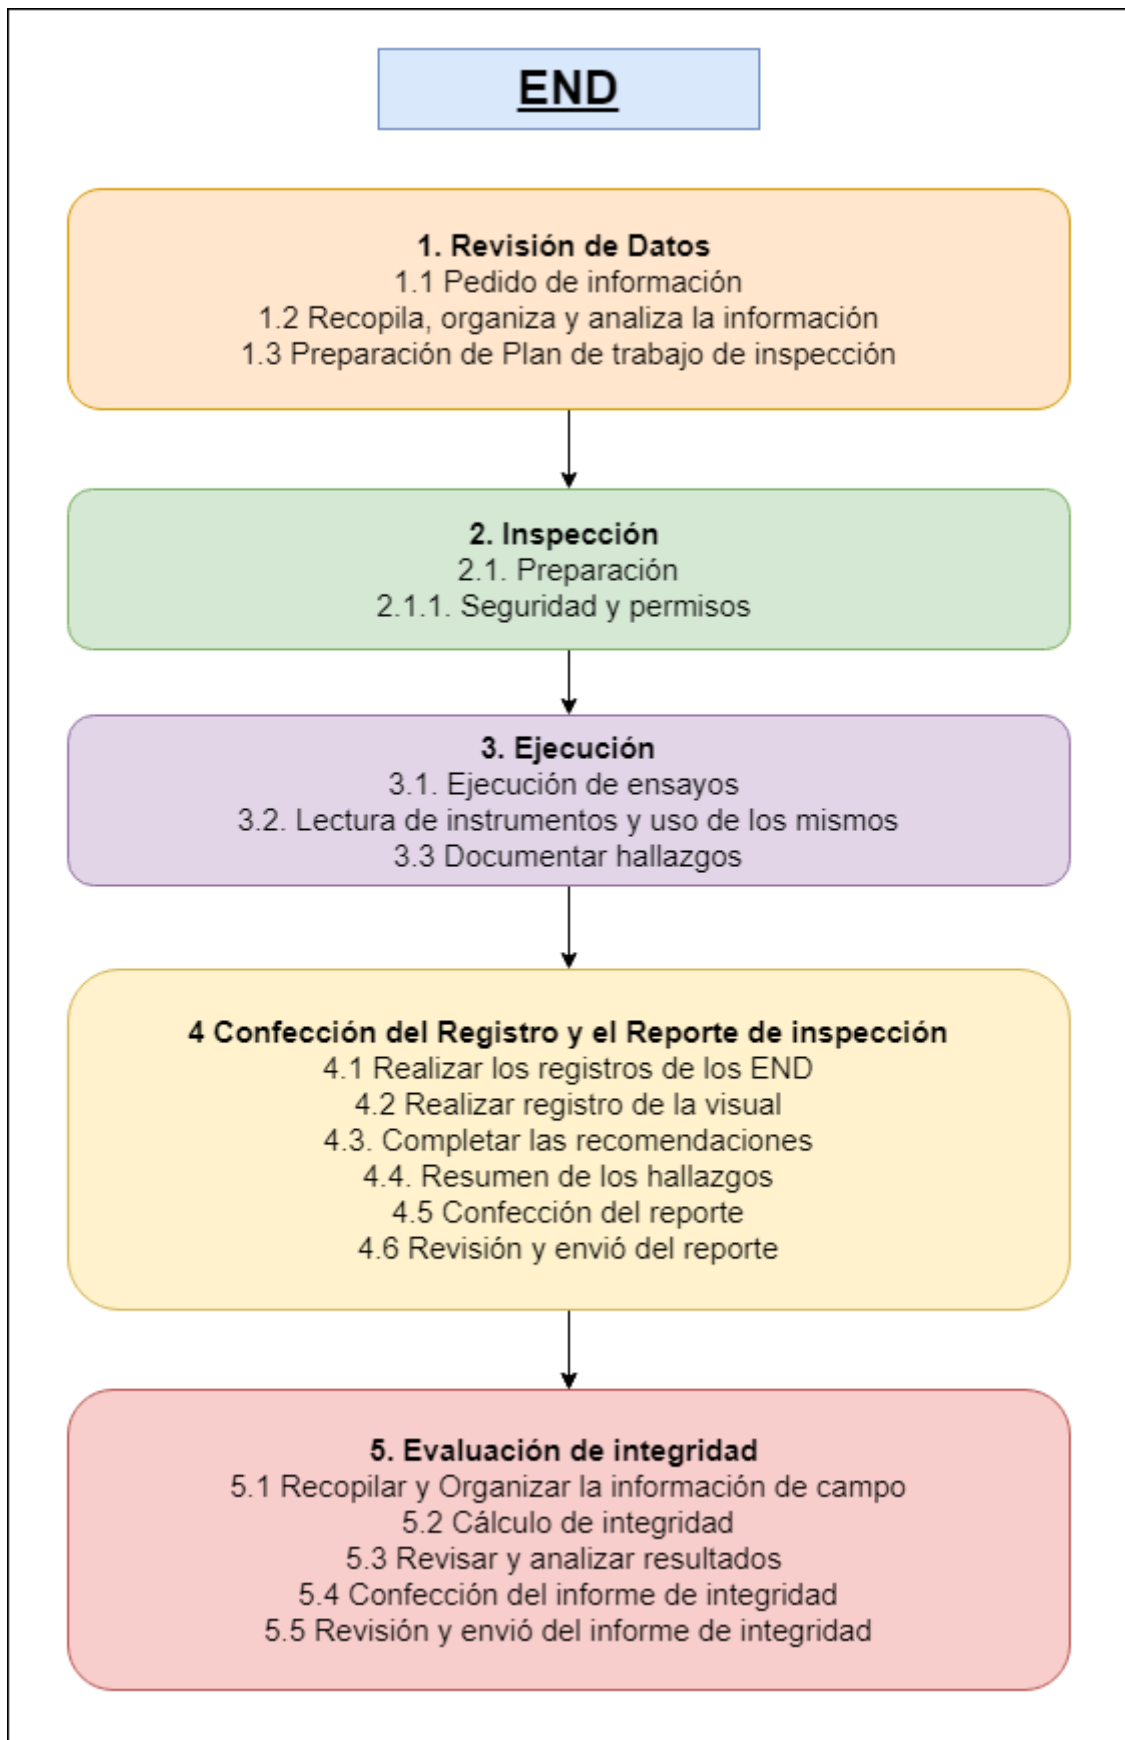 END
1. Revisión de Datos
1.1 Pedido de información
1.2 Recopila, organiza y analiza la información
1.3 Preparación de Plan de trabajo de inspección
2. Inspección
2.1. Preparación
2.1.1. Seguridad y permisos
3. Ejecución
3.1. Ejecución de ensayos
3.2. Lectura de instrumentos y uso de los mismos
3.3 Documentar hallazgos
4 Confección del Registro y el Reporte de inspección
4.1 Realizar los registros de los END
4.2 Realizar registro de la visual
4.3. Completar las recomendaciones
4.4. Resumen de los hallazgos
4.5 Confección del reporte
4.6 Revisión y envió del reporte
5. Evaluación de integridad
5.1 Recopilar y Organizar la información de campo
5.2 Cálculo de integridad
5.3 Revisar y analizar resultados
5.4 Confección del informe de integridad
5.5 Revisión y envió del informe de integridad